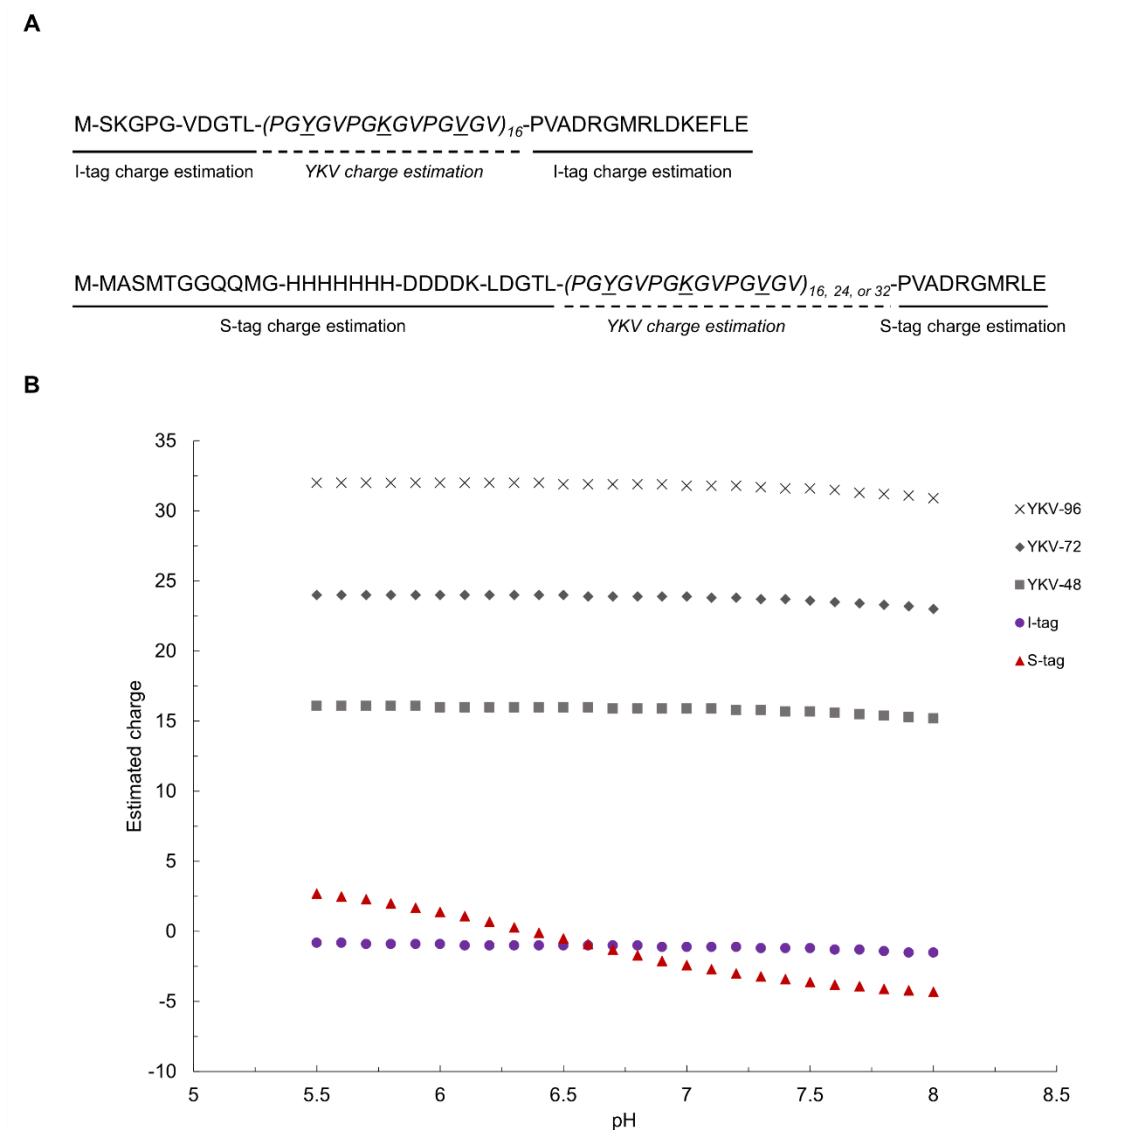 A
M-SKGPG-VDGTL-(PGYGVPGKGVPGVGV)16-PVADRGMRLDKEFLE
I-tag charge estimation YKV charge estimation I-tag charge estimation
M-MASMTGGQQMG-HHHHHHH-DDDDK-LDGTL-(PGYGVPGKGVPGVGV)16, 24, or 32-PVADRGMRLE
S-tag charge estimation YKV charge estimation S-tag charge estimation
B
35
30
25
20
15
10
5
0
-5
-10
Estimated charge
5 5.5 6 6.5 7 7.5 8 8.5
pH
YKV-96
YKV-72
YKV-48
I-tag
S-tag